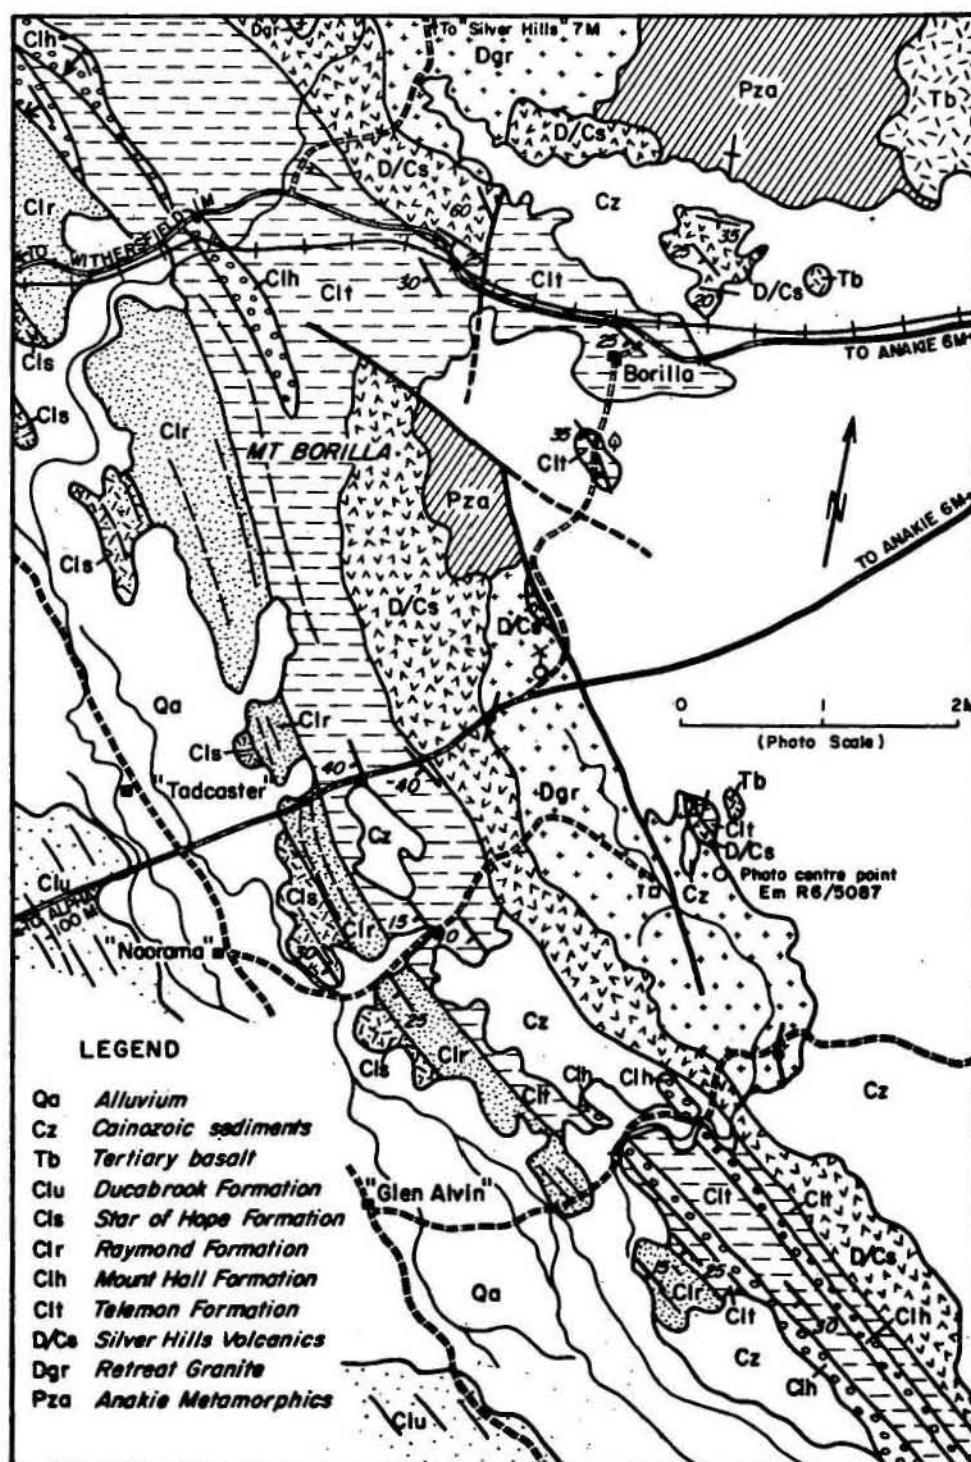 Clh
Dgr
To "Silver Hills" 7M
Dgr
Pza
Tb
D/Cs
D/Cs
Cz
Clr
60
35
25
TO WITHERSFIELD 1M
Clh
Clt
30
Clt
20
D/Cs
Tb
Cls
25
TO ANAKIE 6M
Borilla
Cls
Clr
MT BORILLA
35
Clt
Pza
N
TO ANAKIE 6M
Cls
D/Cs
D/Cs
Qa
Clr
0 1 2M
(Photo Scale)
Cls
40
40
"Tadcaster"
Dgr
Tb
Cz
Clt
D/Cs
Clu
Cls
Cz
Photo centre point
Em R6/5087
TO ALPHA
100 M
Clr
15
"Noorama"
30
Cz
25
Clr
Cls
Clh
Clh
Clt
Cz
LEGEND
Qa Alluvium
Cz Cainozoic sediments
Tb Tertiary basalt
Clu Ducabrook Formation
Cls Star of Hope Formation
Clr Raymond Formation
Clh Mount Hall Formation
Clt Telemon Formation
D/Cs Silver Hills Volcanics
Dgr Retreat Granite
Pza Anakie Metamorphics
"Glen Alvin"
Clt
Clt
D/Cs
Qa
15
25
Clr
Clt
30
Clh
Cz
Clh
Clu